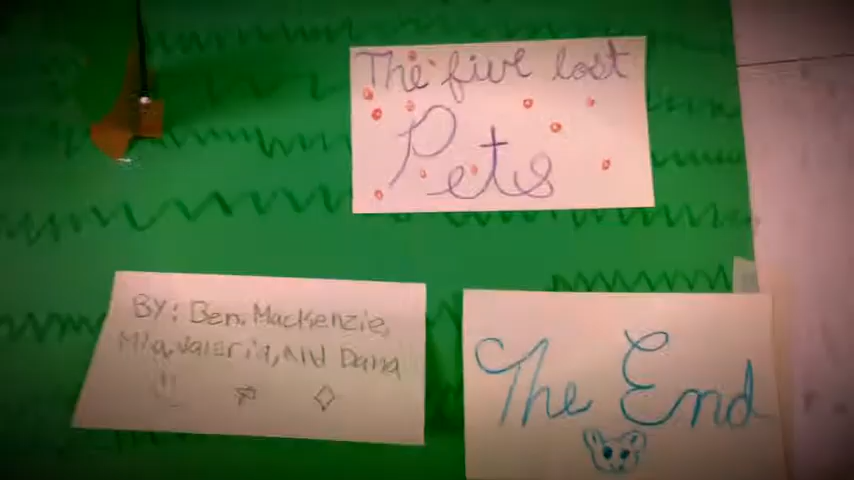 The five lost
Pets
BY: Ben, Mackenzie,
Mia, Valeria, ANd Dana
The End